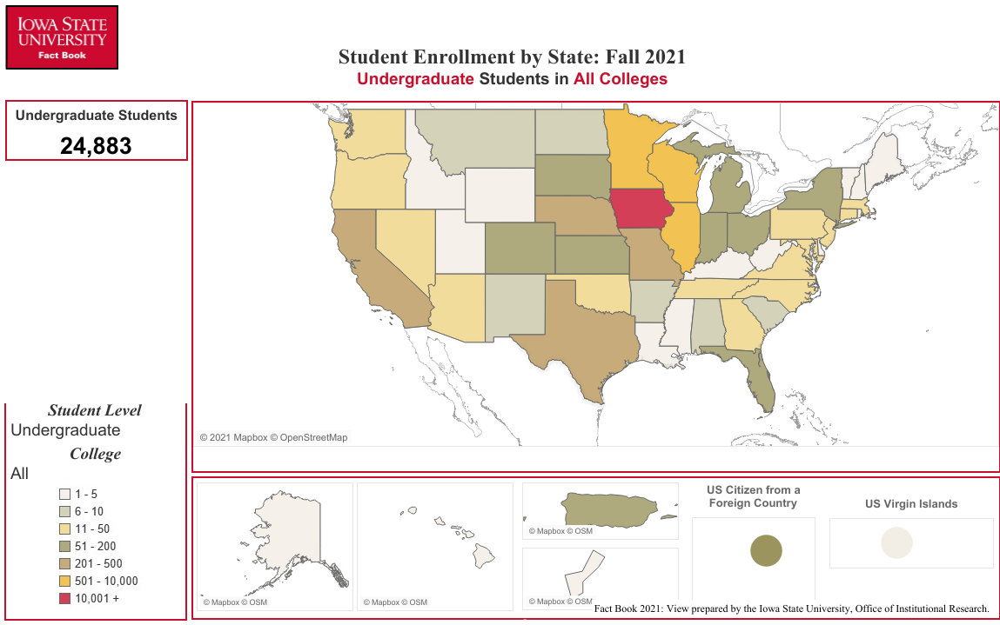 IOWA STATE
UNIVERSITY
Fact Book
Student Enrollment by State: Fall 2021
Undergraduate Students in All Colleges
Undergraduate Students
24,883
© 2021 Mapbox © OpenStreetMap
Student Level
Undergraduate
College
All
1 - 5
6 - 10
11 - 50
51 - 200
201 - 500
501 - 10,000
10,001 +
© Mapbox © OSM
© Mapbox © OSM
© Mapbox © OSM
© Mapbox © OSM
US Citizen from a
Foreign Country
US Virgin Islands
Fact Book 2021: View prepared by the Iowa State University, Office of Institutional Research.